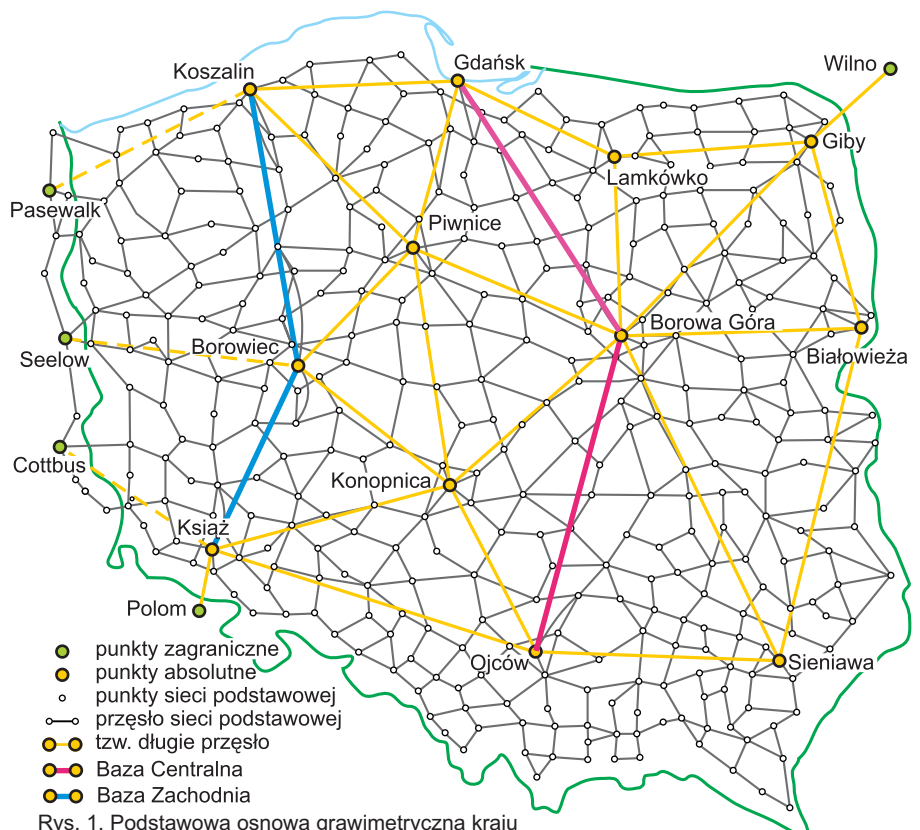 Gdańsk
Wilno
Koszalin
Giby
Lamkówko
Pasewalk
Piwnice
Borowa Góra
Borowiec
Seelow
Białowieża
Cottbus
Konopnica
Książ
Polom
Ojców
Sieniawa
punkty zagraniczne
punkty absolutne
punkty sieci podstawowej
przęsło sieci podstawowej
tzw. długie przęsło
Baza Centralna
Baza Zachodnia
Rys. 1. Podstawowa osnowa grawimetryczna kraju